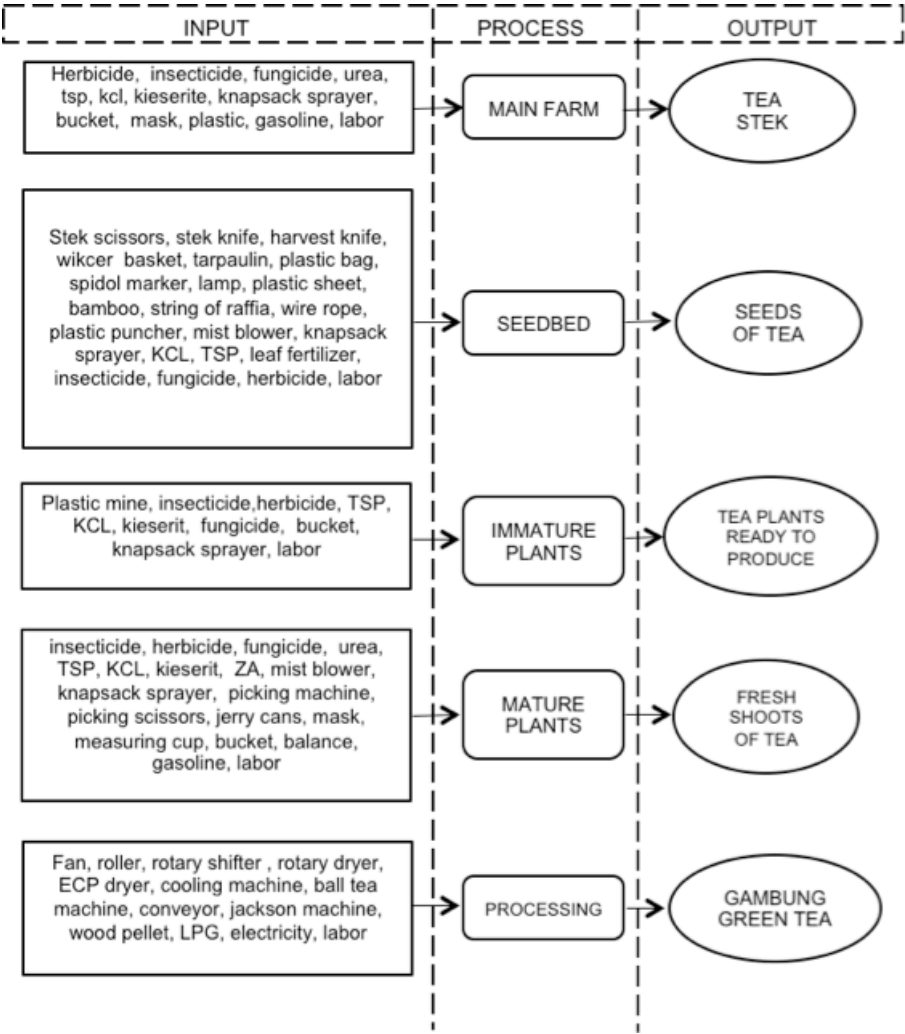 INPUT
PROCESS
OUTPUT
Herbicide, insecticide, fungicide, urea,
tsp, kcl, kieserite, knapsack sprayer,
bucket, mask, plastic, gasoline, labor
MAIN FARM
TEA
STEK
Stek scissors, stek knife, harvest knife,
wikcer basket, tarpaulin, plastic bag,
spidol marker, lamp, plastic sheet,
bamboo, string of raffia, wire rope,
plastic puncher, mist blower, knapsack
sprayer, KCL, TSP, leaf fertilizer,
insecticide, fungicide, herbicide, labor
SEEDBED
SEEDS
OF TEA
Plastic mine, insecticide,herbicide, TSP,
KCL, kieserit, fungicide, bucket,
knapsack sprayer, labor
IMMATURE
PLANTS
TEA PLANTS
READY TO
PRODUCE
insecticide, herbicide, fungicide, urea,
TSP, KCL, kieserit, ZA, mist blower,
knapsack sprayer, picking machine,
picking scissors, jerry cans, mask,
measuring cup, bucket, balance,
gasoline, labor
MATURE
PLANTS
FRESH
SHOOTS
OF TEA
Fan, roller, rotary shifter , rotary dryer,
ECP dryer, cooling machine, ball tea
machine, conveyor, jackson machine,
wood pellet, LPG, electricity, labor
PROCESSING
GAMBUNG
GREEN TEA